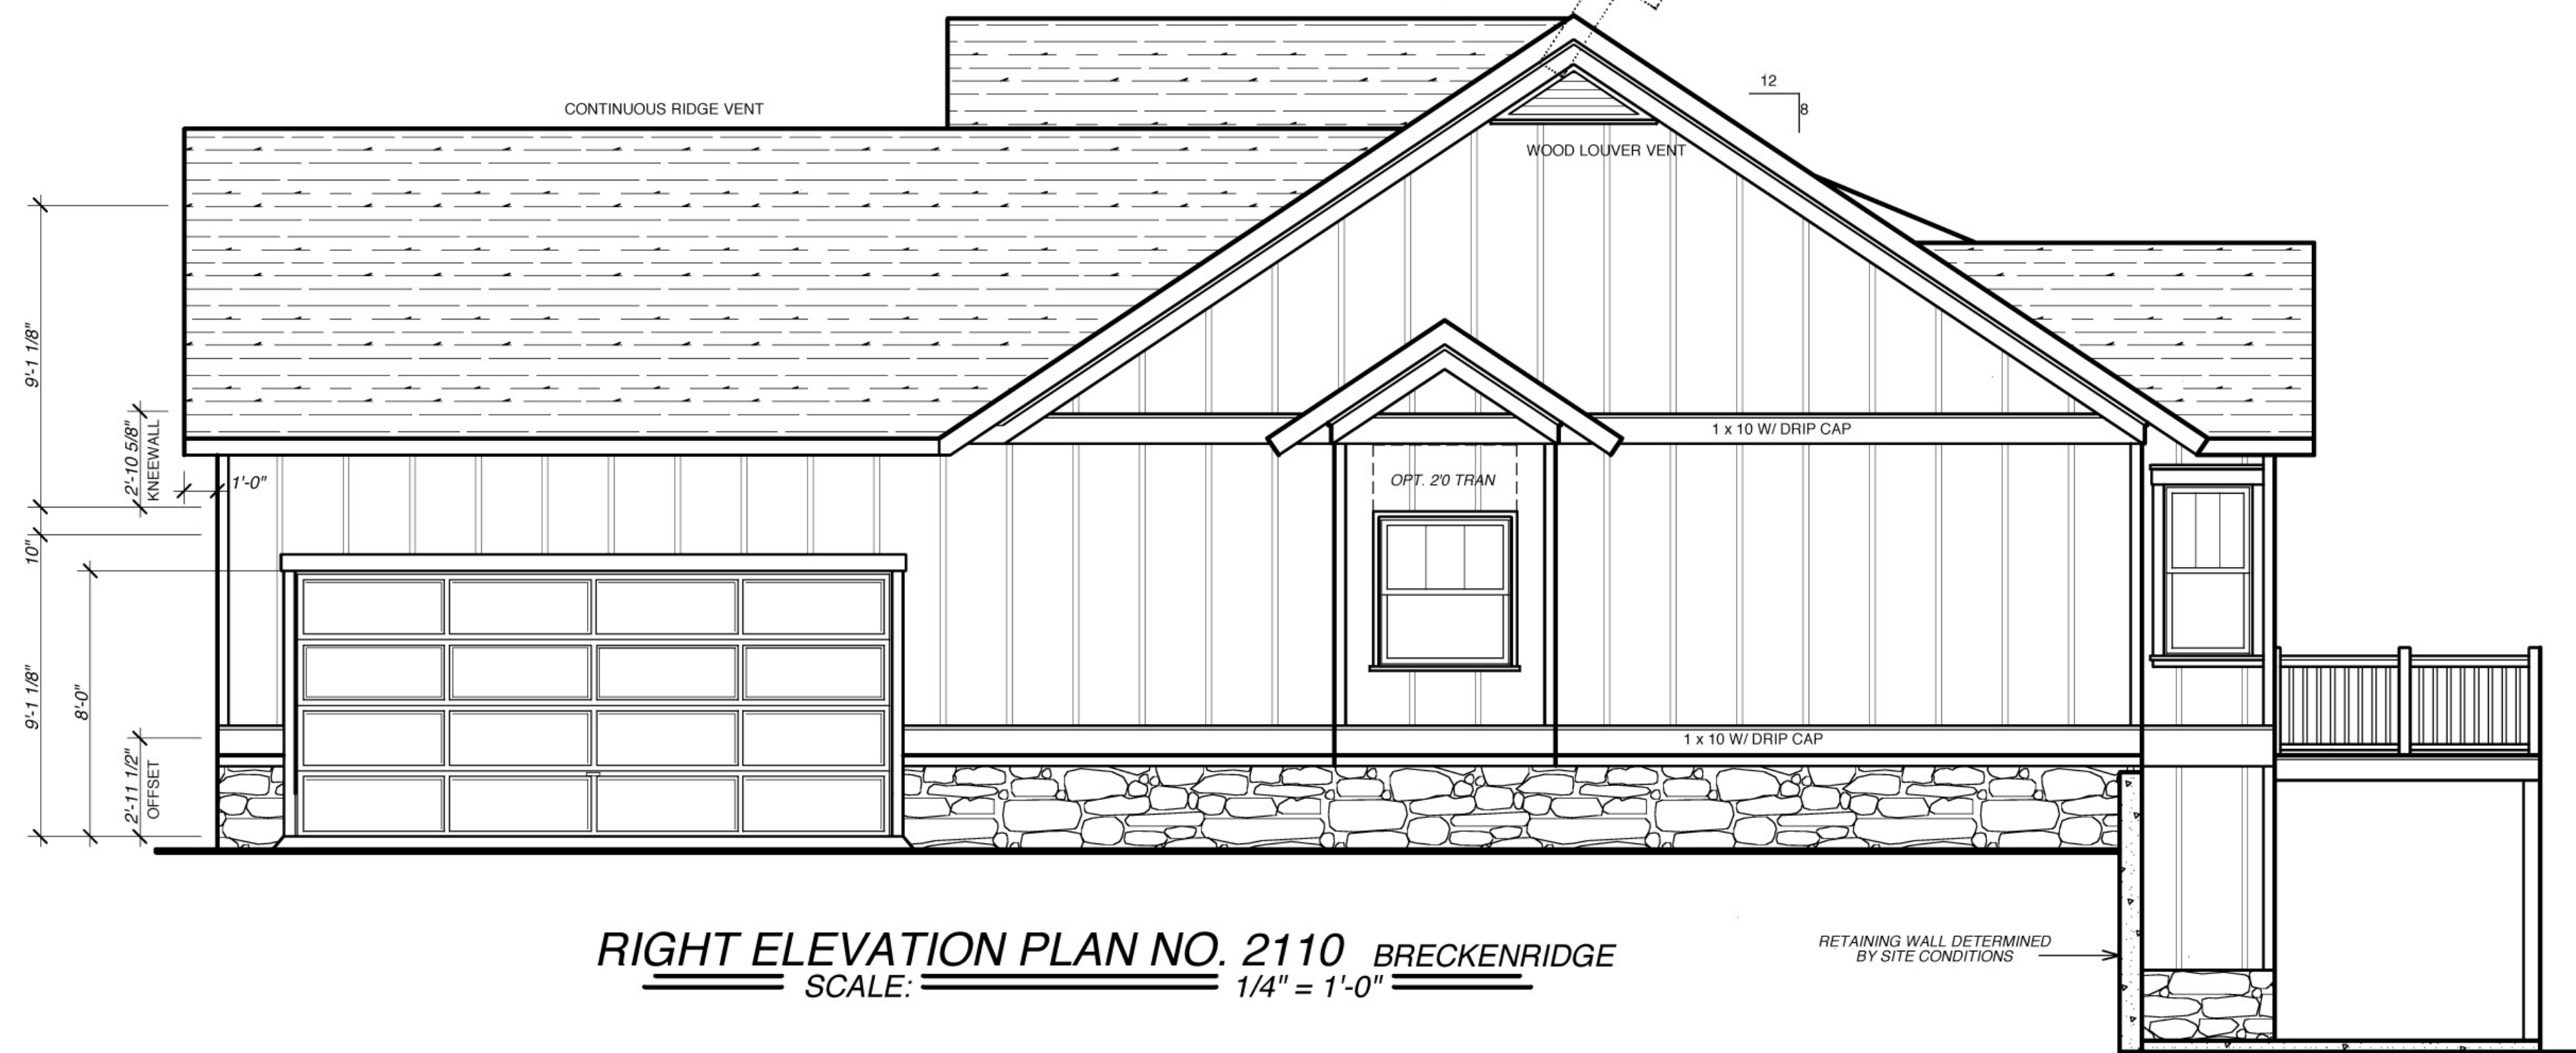 12
8
CONTINUOUS RIDGE VENT
WOOD LOUVER VENT
9'-1 1/8"
2'-10 5/8"
KNEEWALL
1'-0"
1 x 10 W/ DRIP CAP
OPT. 2'0 TRAN
10"
9'-1 1/8"
8'-0"
2'-11 1/2"
OFFSET
1 x 10 W/ DRIP CAP
RIGHT ELEVATION PLAN NO. 2110 BRECKENRIDGE
SCALE: 1/4" = 1'-0"
RETAINING WALL DETERMINED
BY SITE CONDITIONS